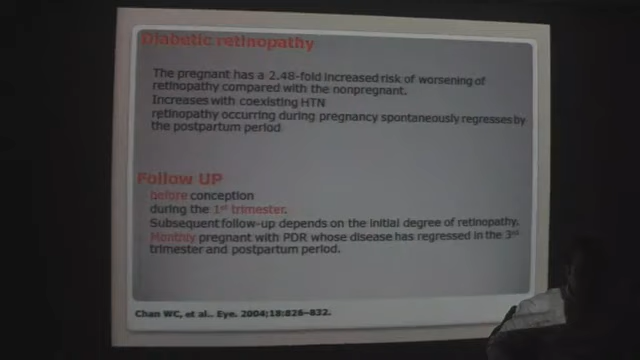 Diabetic retinopathy
The pregnant has a 2.48-fold increased risk of worsening of
retinopathy compared with the nonpregnant.
Increases with coexisting HTN
retinopathy occurring during pregnancy spontaneously regresses by
the postpartum period
Follow UP
before conception
during the 1st trimester.
Subsequent follow-up depends on the initial degree of retinopathy.
Monthly pregnant with PDR whose disease has regressed in the 3rd
trimester and postpartum period.
Chan WC, et al.. Eye. 2004;18:826–832.